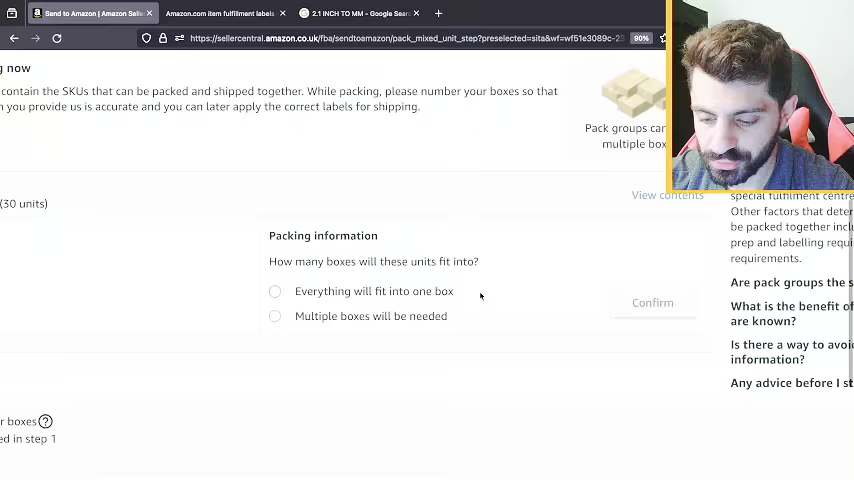 Send to Amazon | Amazon Selle
Amazon.com item fulfillment labels
2.1 INCH TO MM - Google Sear
https://sellercentral.amazon.co.uk/fba/sendtoamazon/pack_mixed_unit_step?preselected=sita&wf=wf51e3089c-23
90%
g now
contain the SKUs that can be packed and shipped together. While packing, please number your boxes so that
n you provide us is accurate and you can later apply the correct labels for shipping.
Pack groups can
multiple box
(30 units)
View contents
special fulfilment centre
Other factors that deter
be packed together inclu
prep and labelling requi
requirements.
Packing information
How many boxes will these units fit into?
Everything will fit into one box
Multiple boxes will be needed
Confirm
Are pack groups the s
What is the benefit of
are known?
Is there a way to avoi
information?
Any advice before I st
r boxes
ed in step 1